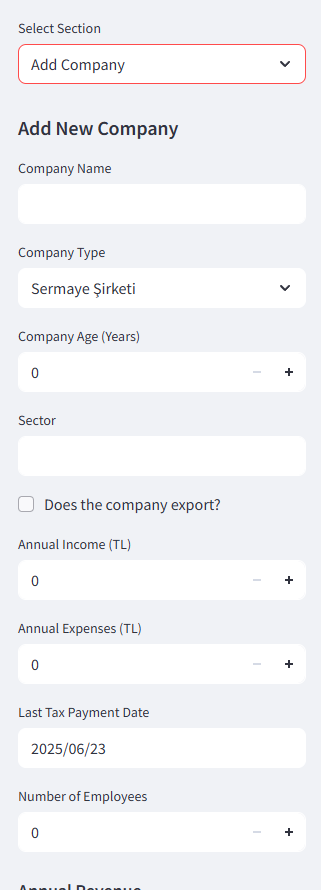 Select Section
Add Company
Add New Company
Company Name
Company Type
Sermaye Şirketi
Company Age (Years)
0
Sector
Does the company export?
Annual Income (TL)
0
Annual Expenses (TL)
0
Last Tax Payment Date
2025/06/23
Number of Employees
0
Annual Revenue